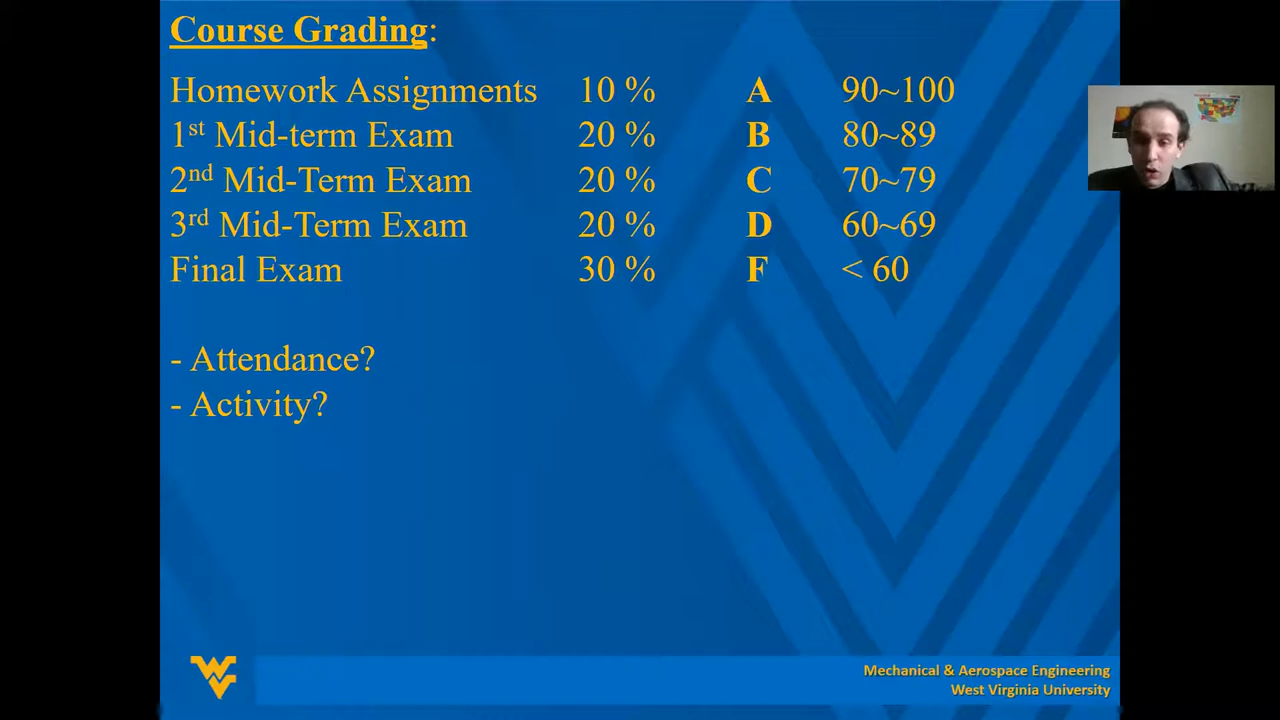 Course Grading:
Homework Assignments 10 % A 90~100
1st Mid-term Exam 20 % B 80~89
2nd Mid-Term Exam 20 % C 70~79
3rd Mid-Term Exam 20 % D 60~69
Final Exam 30 % F < 60
- Attendance?
- Activity?
Mechanical & Aerospace Engineering
West Virginia University